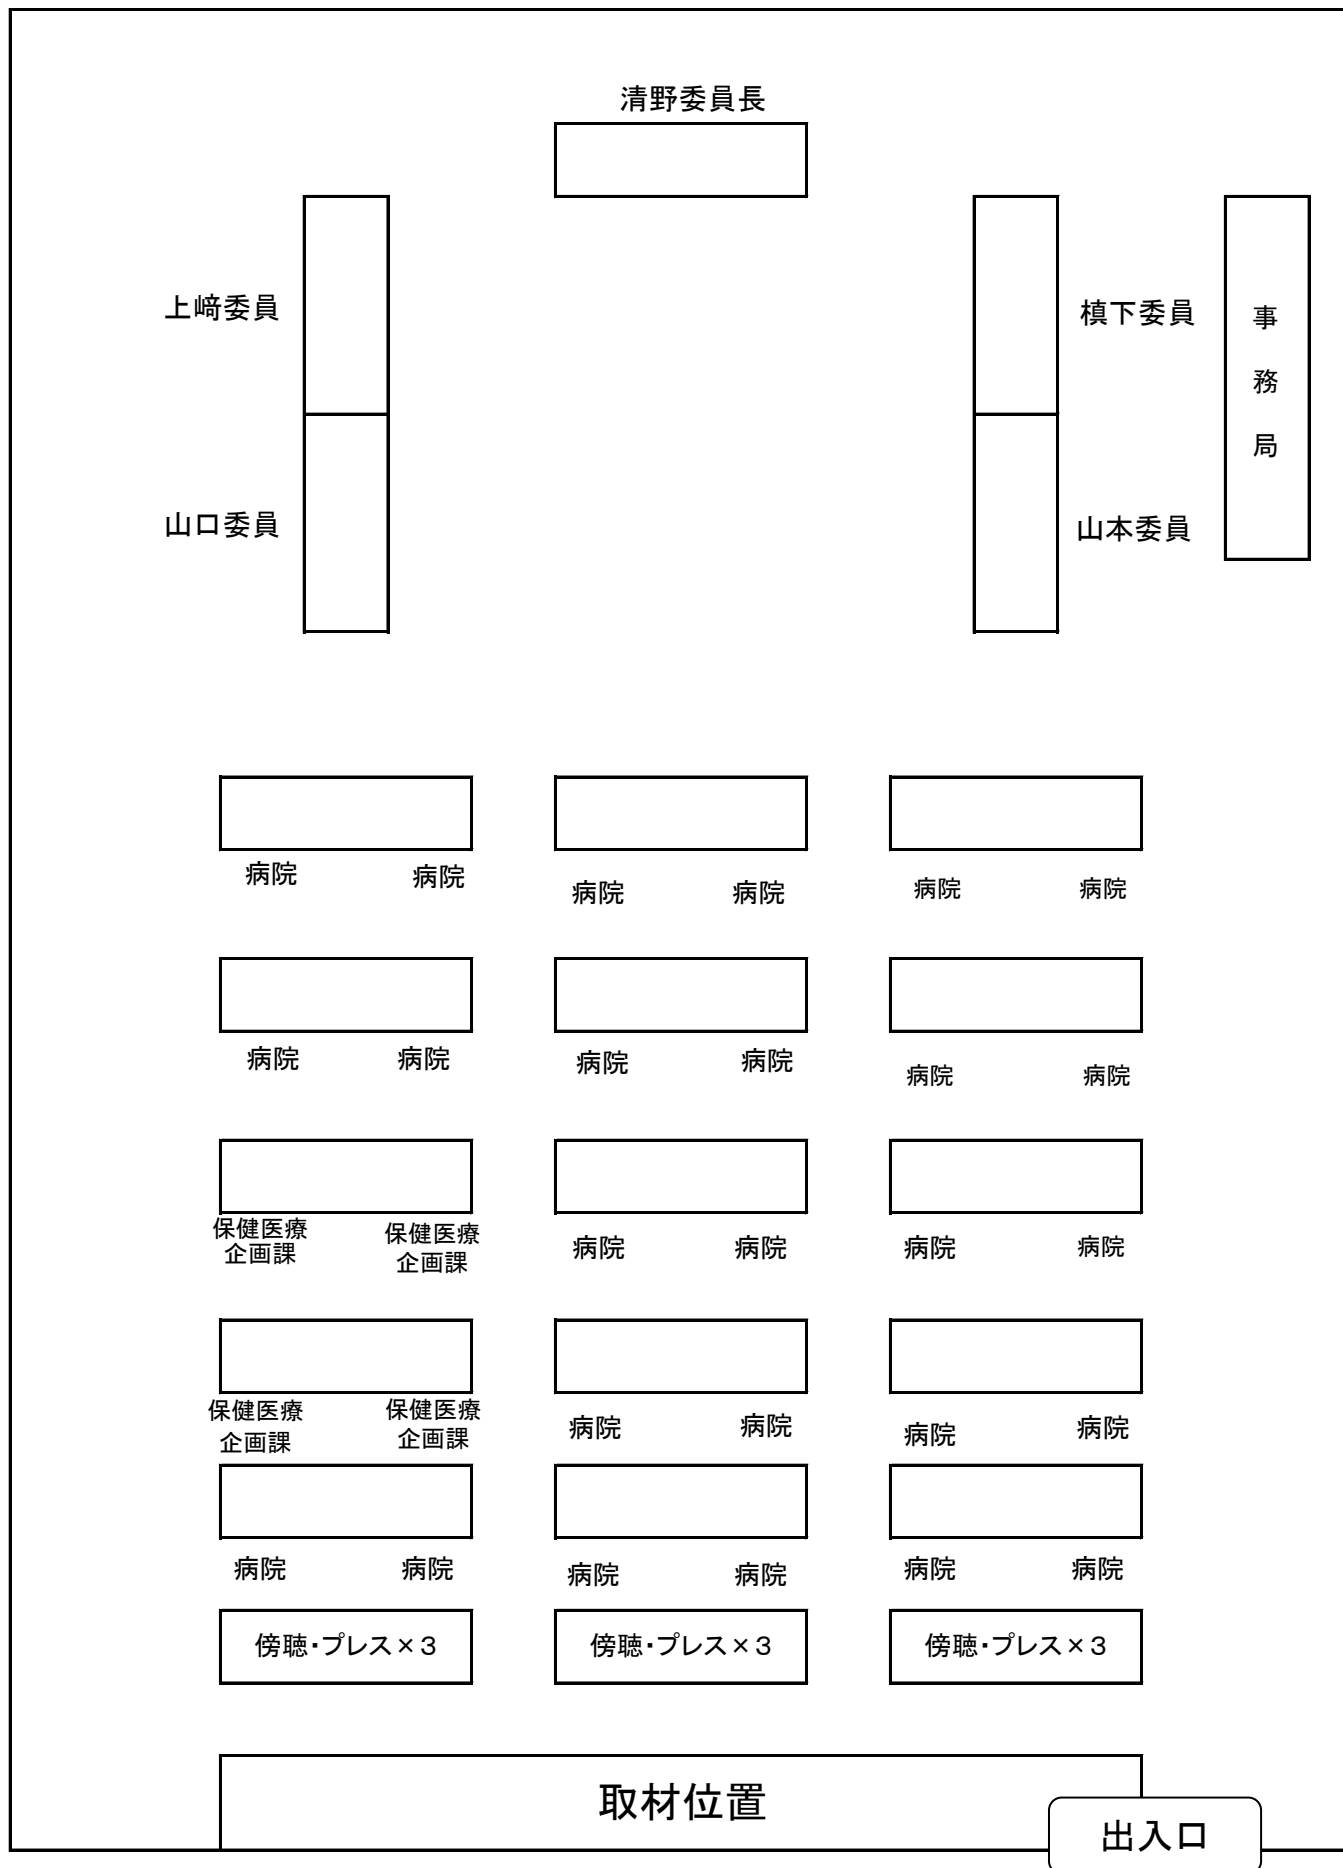 清野委員長
上﨑委員
槙下委員
事務局
山口委員
山本委員
病院 病院 病院 病院 病院 病院
病院 病院 病院 病院 病院 病院
保健医療
企画課
保健医療
企画課
病院 病院 病院 病院
保健医療
企画課
保健医療
企画課
病院 病院 病院 病院
病院 病院 病院 病院 病院 病院
傍聴・プレス×３ 傍聴・プレス×３ 傍聴・プレス×３
取材位置
出入口